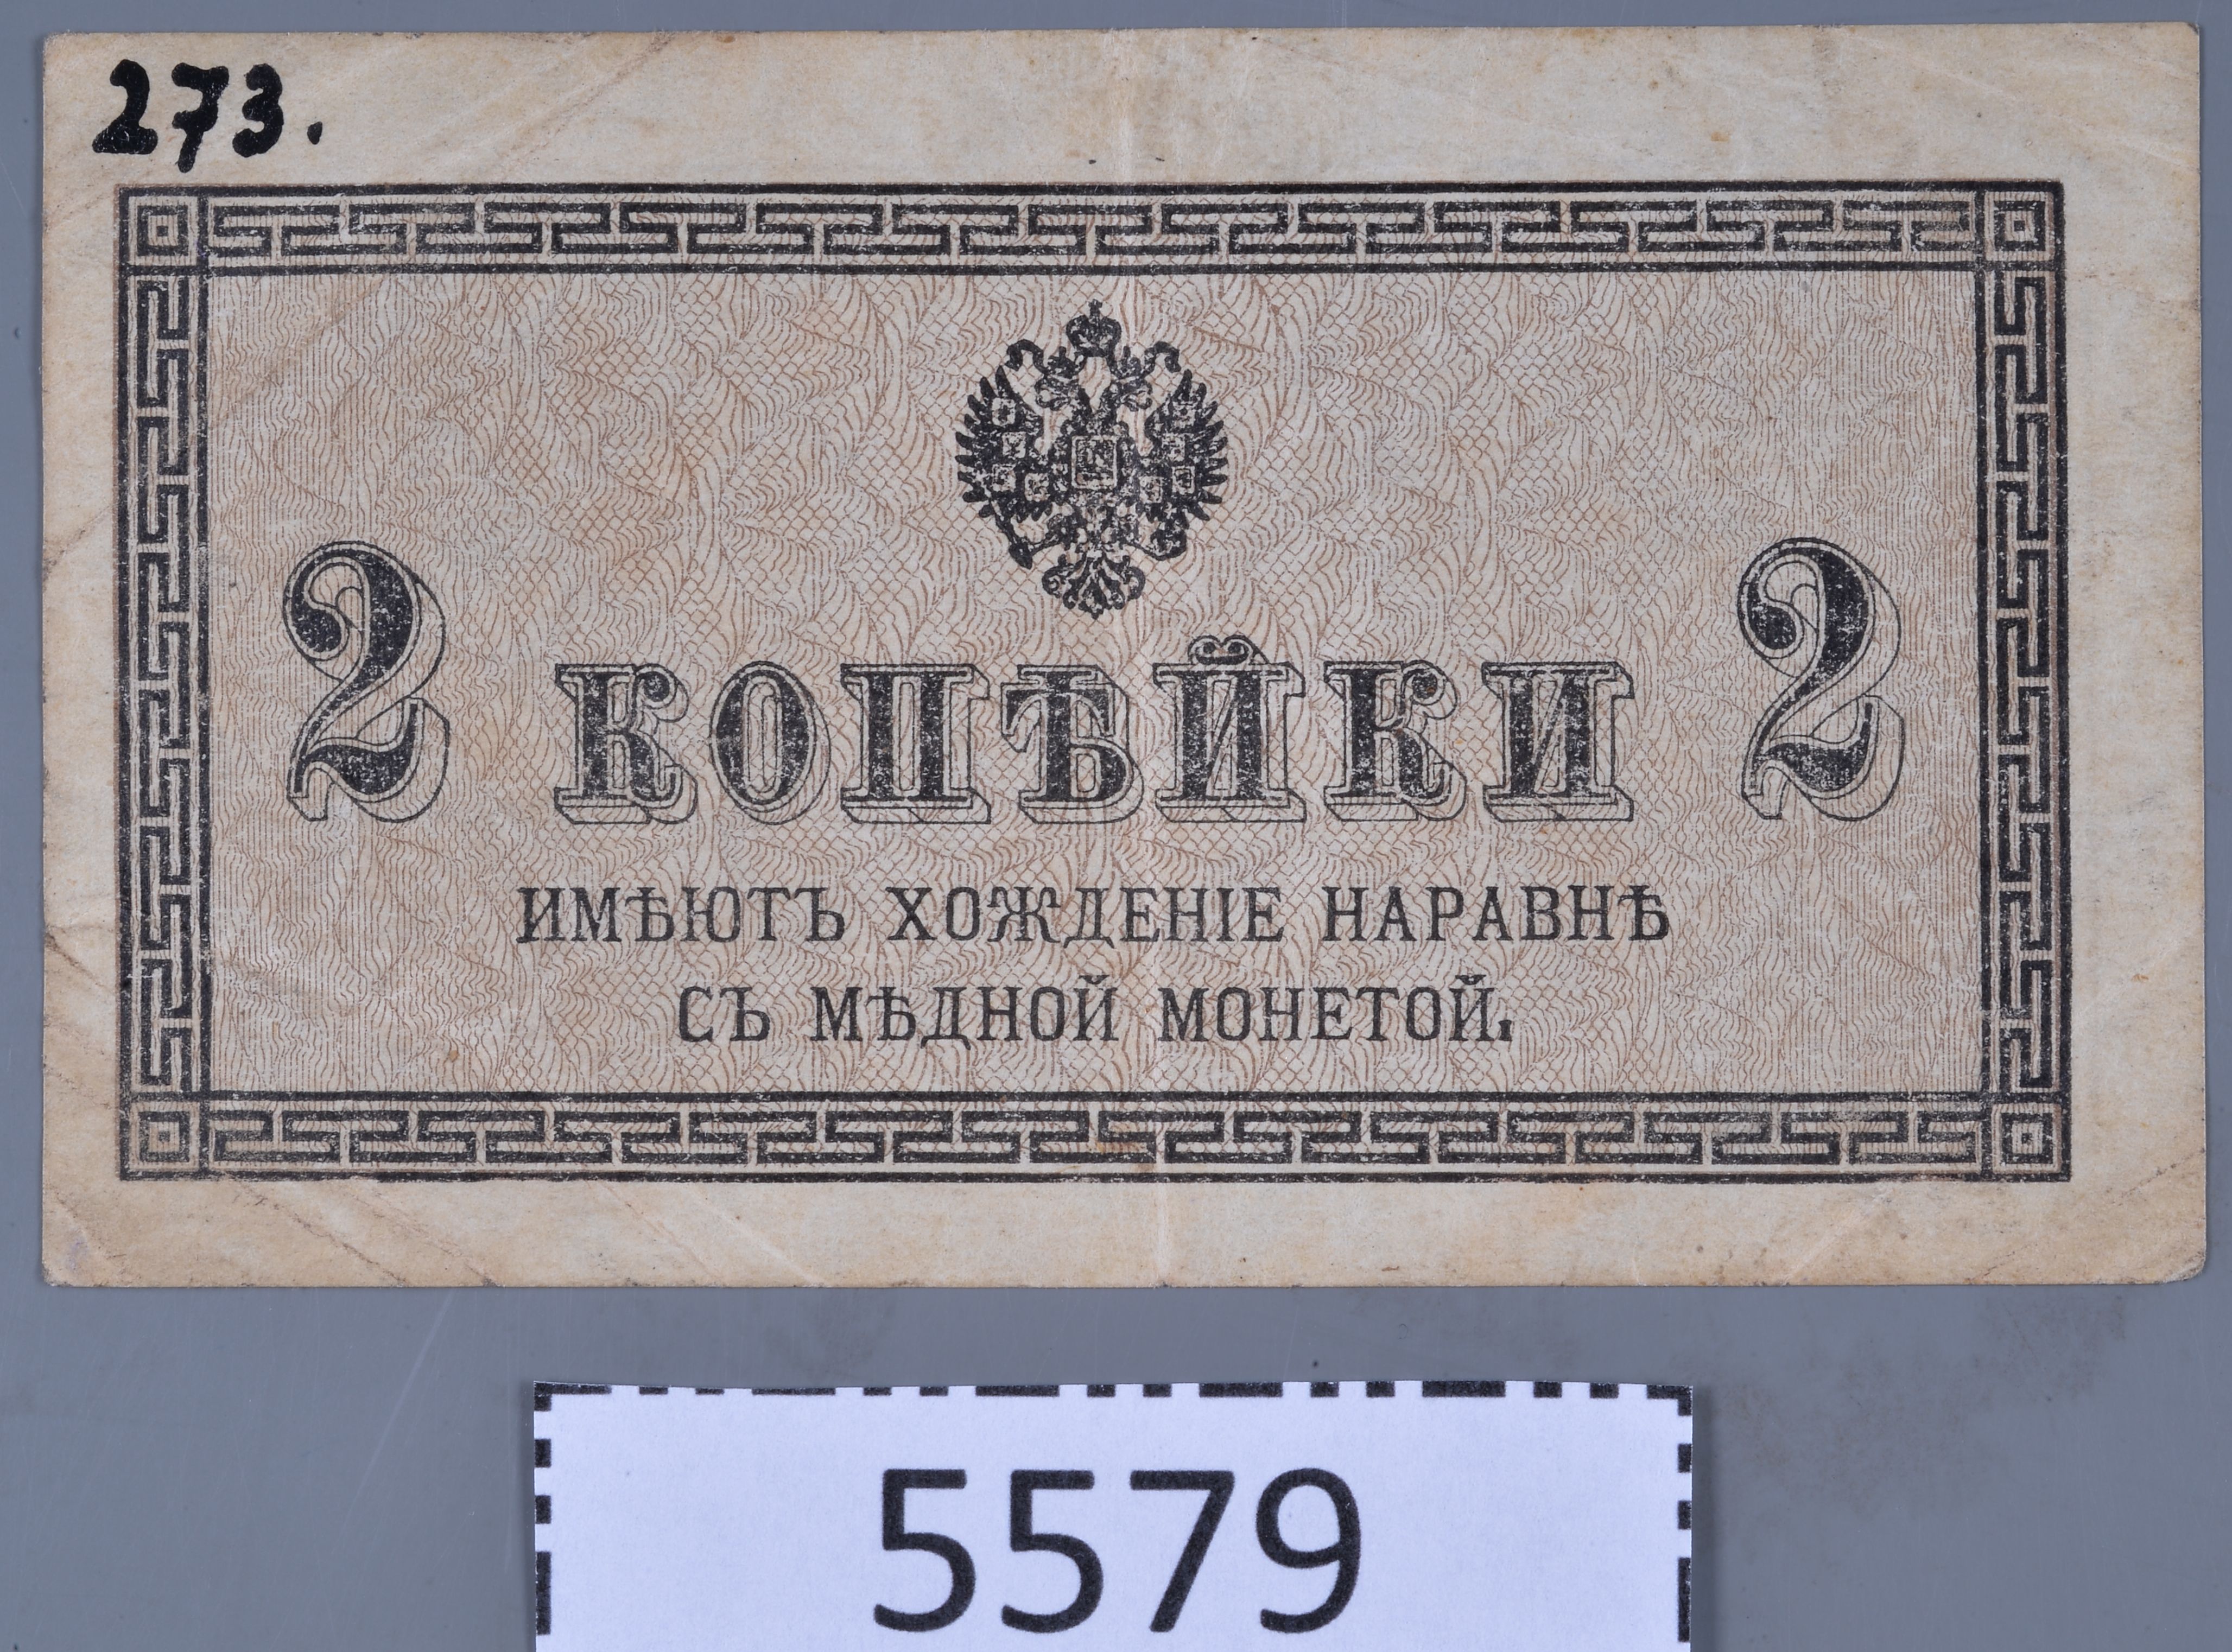 273.
2 КОПѢЙКИ 2
ИМѢЮТЪ ХОЖДЕНІЕ НАРАВНѢ
СЪ МѢДНОЙ МОНЕТОЙ.
5579